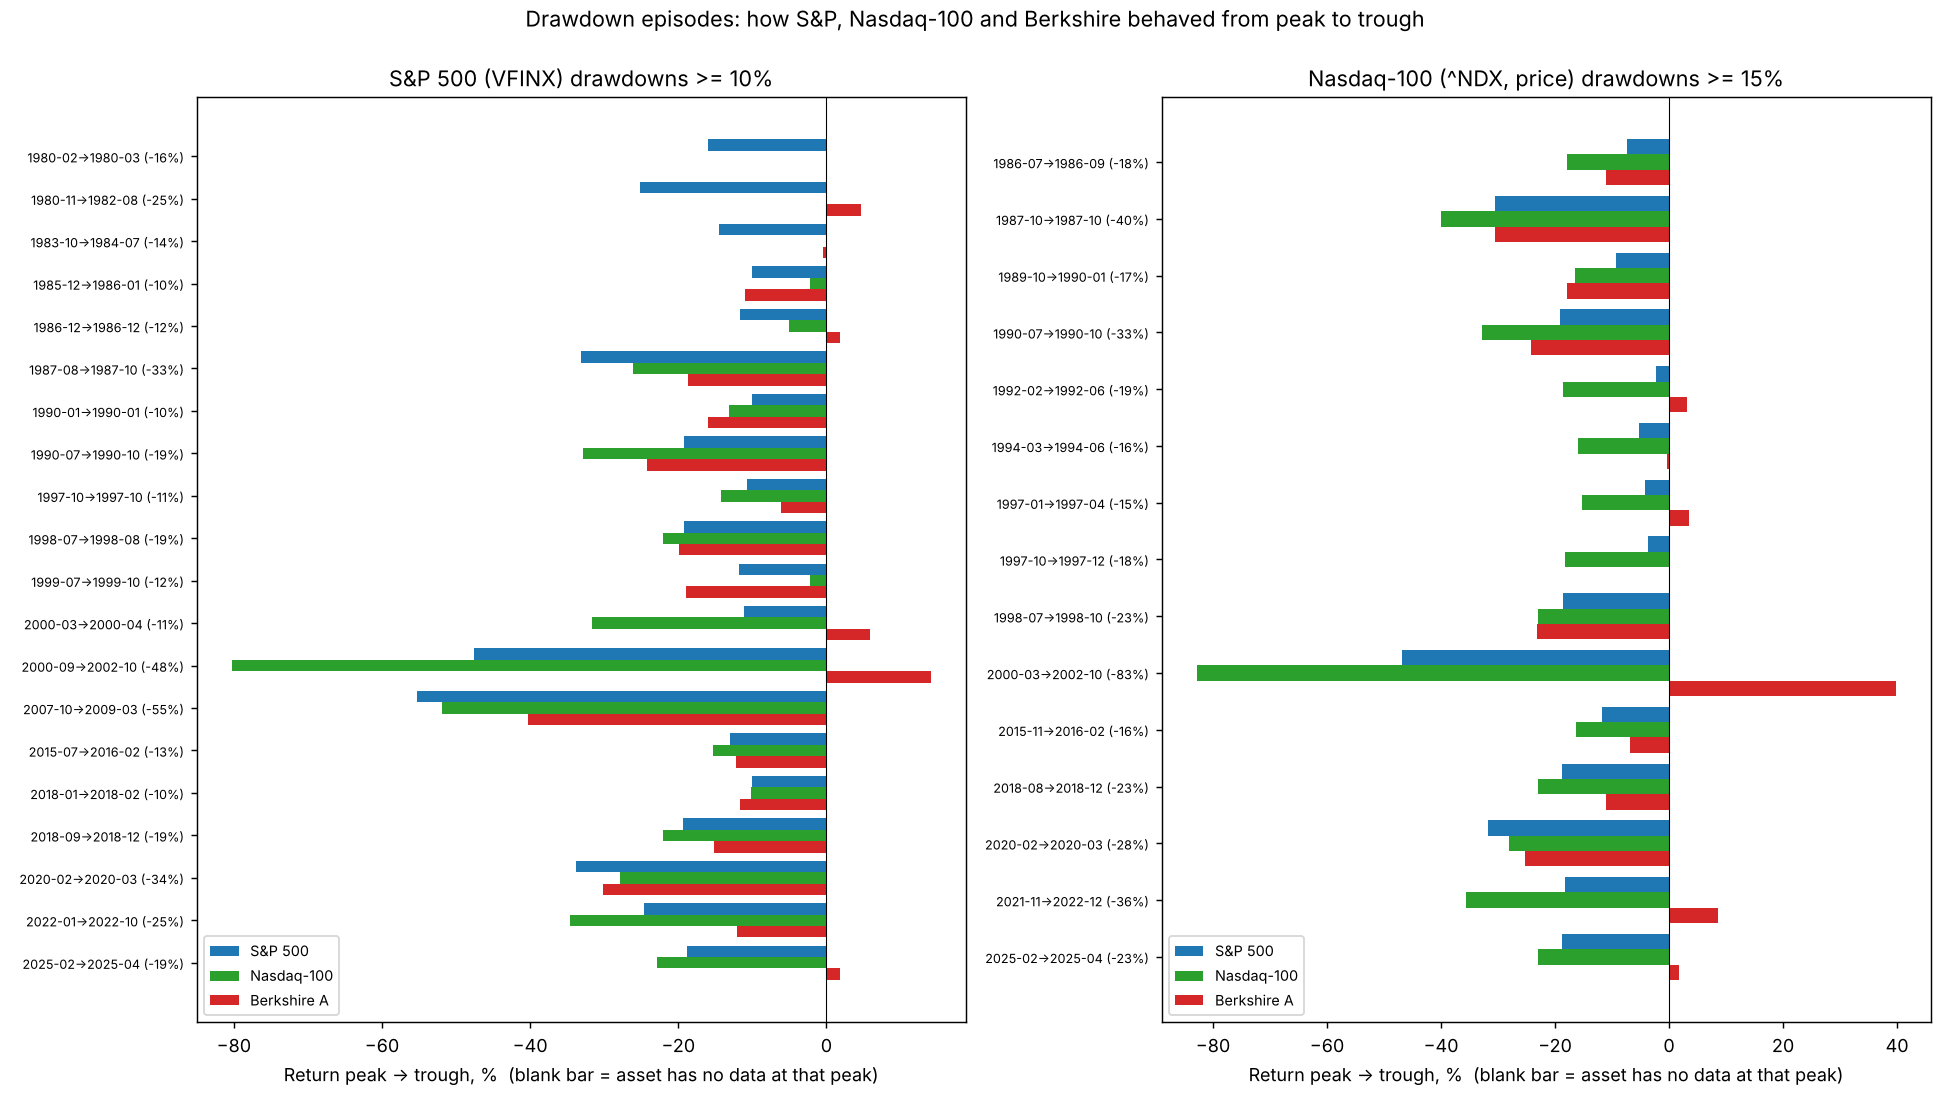 Drawdown episodes: how S&P, Nasdaq-100 and Berkshire behaved from peak to trough
S&P 500 (VFINX) drawdowns >= 10%
1980-02→1980-03 (-16%)
1980-11→1982-08 (-25%)
1983-10→1984-07 (-14%)
1985-12→1986-01 (-10%)
1986-12→1986-12 (-12%)
1987-08→1987-10 (-33%)
1990-01→1990-01 (-10%)
1990-07→1990-10 (-19%)
1997-10→1997-10 (-11%)
1998-07→1998-08 (-19%)
1999-07→1999-10 (-12%)
2000-03→2000-04 (-11%)
2000-09→2002-10 (-48%)
2007-10→2009-03 (-55%)
2015-07→2016-02 (-13%)
2018-01→2018-02 (-10%)
2018-09→2018-12 (-19%)
2020-02→2020-03 (-34%)
2022-01→2022-10 (-25%)
2025-02→2025-04 (-19%)
S&P 500
Nasdaq-100
Berkshire A
−80 −60 −40 −20 0
Return peak → trough, % (blank bar = asset has no data at that peak)
Nasdaq-100 (^NDX, price) drawdowns >= 15%
1986-07→1986-09 (-18%)
1987-10→1987-10 (-40%)
1989-10→1990-01 (-17%)
1990-07→1990-10 (-33%)
1992-02→1992-06 (-19%)
1994-03→1994-06 (-16%)
1997-01→1997-04 (-15%)
1997-10→1997-12 (-18%)
1998-07→1998-10 (-23%)
2000-03→2002-10 (-83%)
2015-11→2016-02 (-16%)
2018-08→2018-12 (-23%)
2020-02→2020-03 (-28%)
2021-11→2022-12 (-36%)
2025-02→2025-04 (-23%)
S&P 500
Nasdaq-100
Berkshire A
−80 −60 −40 −20 0 20 40
Return peak → trough, % (blank bar = asset has no data at that peak)